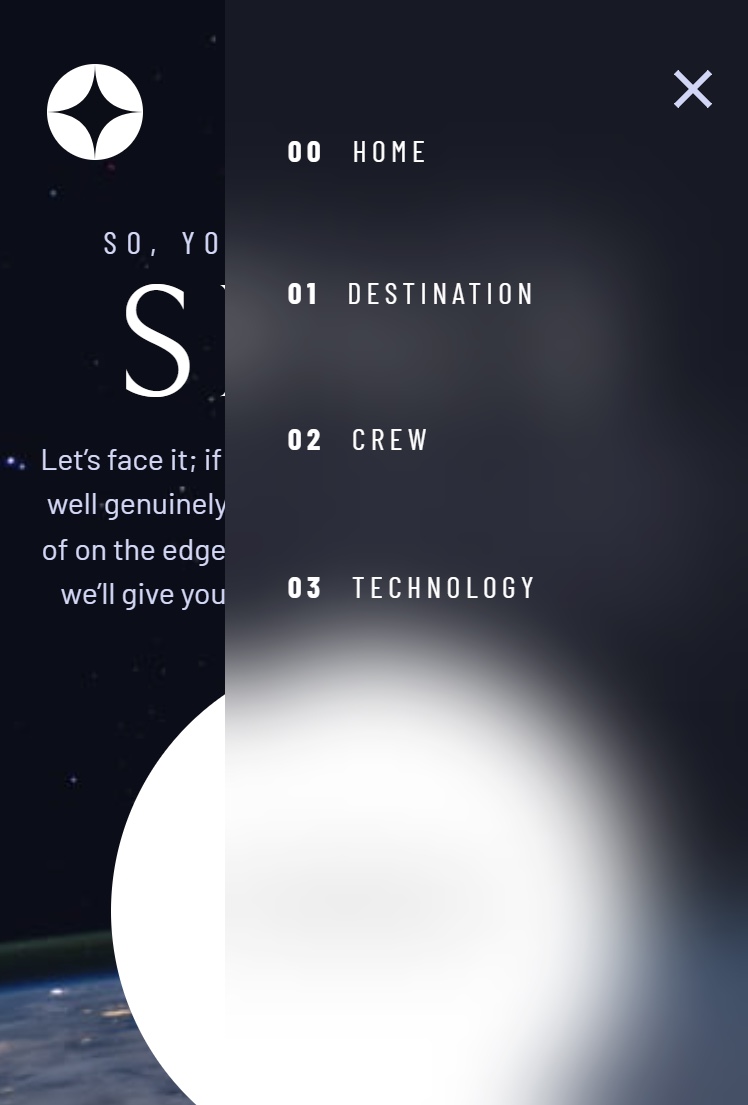 00 HOME
01 DESTINATION
02 CREW
03 TECHNOLOGY
SO, YO
S
Let’s face it; if
well genuinely
of on the edge
we’ll give you